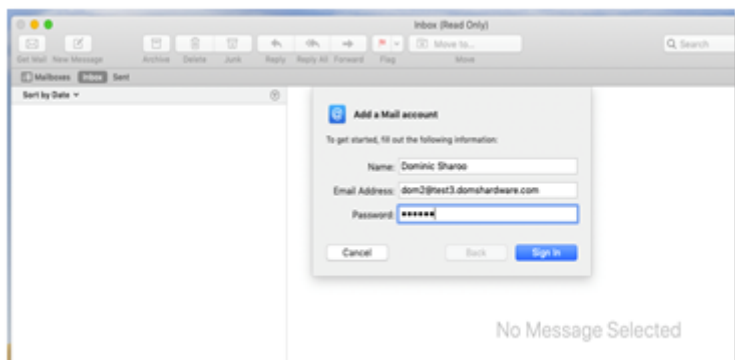 Inbox (Read Only)
Get Mail New Message Archive Delete Junk Reply Reply All Forward Flag Move to... Move Search
Mailboxes Inbox Sent
Sort by Date
Add a Mail account
To get started, fill out the following information:
Name: Dominic Sharoo
Email Address: dom2@test3.domshardware.com
Password: ••••••
Cancel Back Sign In
No Message Selected